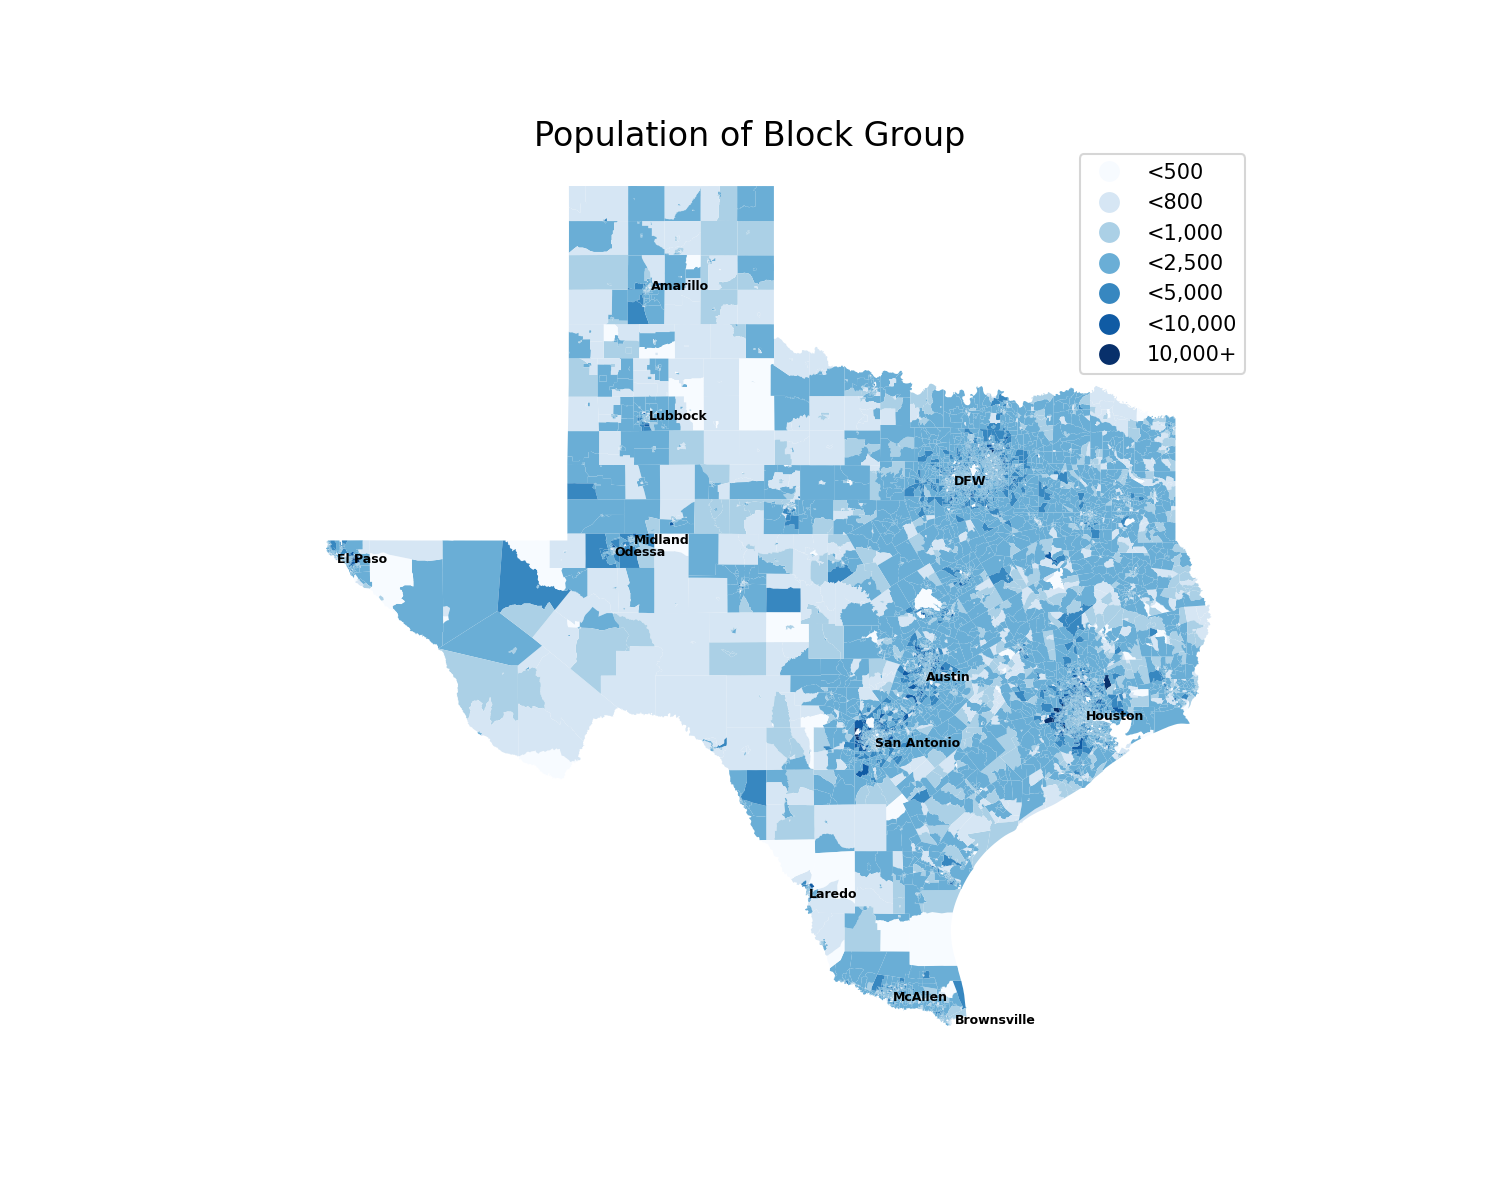 Population of Block Group
<500
<800
<1,000
<2,500
<5,000
<10,000
10,000+
Amarillo
Lubbock
DFW
Midland
Odessa
El Paso
Austin
Houston
San Antonio
Laredo
McAllen
Brownsville